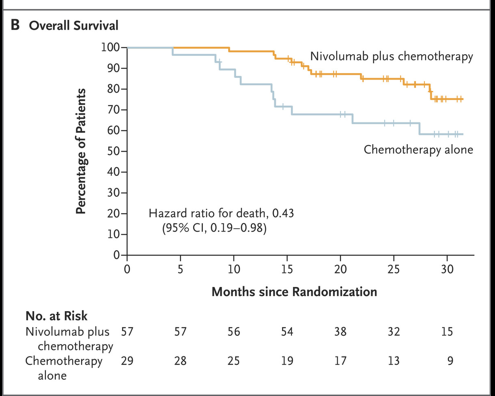 B Overall Survival
100
90
80
70
60
50
40
30
20
10
0
Percentage of Patients
Nivolumab plus chemotherapy
Chemotherapy alone
Hazard ratio for death, 0.43
(95% CI, 0.19–0.98)
0 5 10 15 20 25 30
Months since Randomization
No. at Risk
Nivolumab plus 57 57 56 54 38 32 15
chemotherapy
Chemotherapy 29 28 25 19 17 13 9
alone